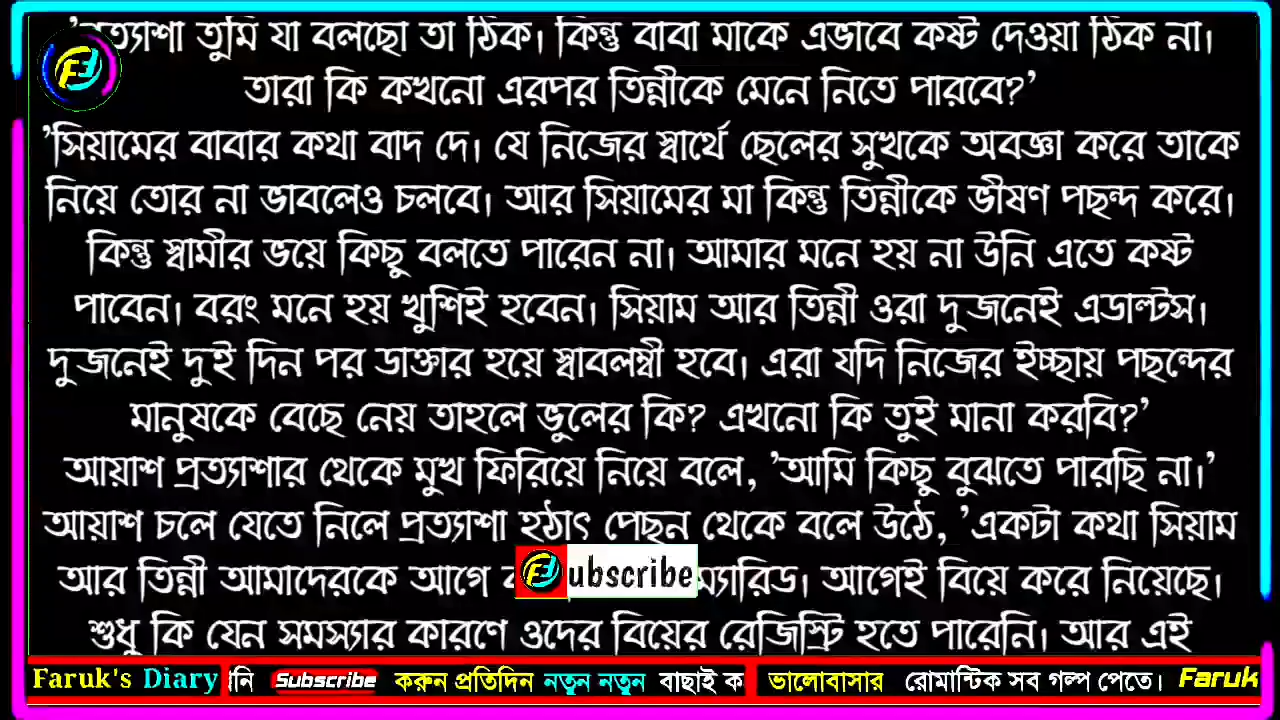 তুমি যা বলছো তা ঠিক। কিন্তু বাবা মাকে এভাবে কষ্ট দেওয়া ঠিক না।
তারা কি কখনো এরপর তিন্নীকে মেনে নিতে পারবে?’
’সিয়ামের বাবার কথা বাদ দে। যে নিজের স্বার্থে ছেলের সুখকে অবজ্ঞা করে তাকে
নিয়ে তোর না ভাবলেও চলবে। আর সিয়ামের মা কিন্তু তিন্নীকে ভীষণ পছন্দ করে।
কিন্তু স্বামীর ভয়ে কিছু বলতে পারেন না। আমার মনে হয় না উনি এতে কষ্ট
পাবেন। বরং মনে হয় খুশিই হবেন। সিয়াম আর তিন্নী ওরা দুজনেই এডাল্টস।
দুজনেই দুই দিন পর ডাক্তার হয়ে স্বাবলম্বী হবে। এরা যদি নিজের ইচ্ছায় পছন্দের
মানুষকে বেছে নেয় তাহলে ভুলের কি? এখনো কি তুই মানা করবি?’
আয়াশ প্রত্যাশার থেকে মুখ ফিরিয়ে নিয়ে বলে, ’আমি কিছু বুঝতে পারছি না।’
আয়াশ চলে যেতে নিলে প্রত্যাশা হঠাৎ পেছন থেকে বলে উঠে, ’একটা কথা সিয়াম
আর তিন্নী আমাদেরকে আগে ম্যারিড। আগেই বিয়ে করে নিয়েছে।
ubscribe
শুধু কি যেন সমস্যার কারণে ওদের বিয়ের রেজিস্ট্রি হতে পারেনি। আর এই
Faruk's Diary Subscribe করুন প্রতিদিন নতুন নতুন বাছাই ভালোবাসার রোমান্টিক সব গল্প পেতে। Faruk